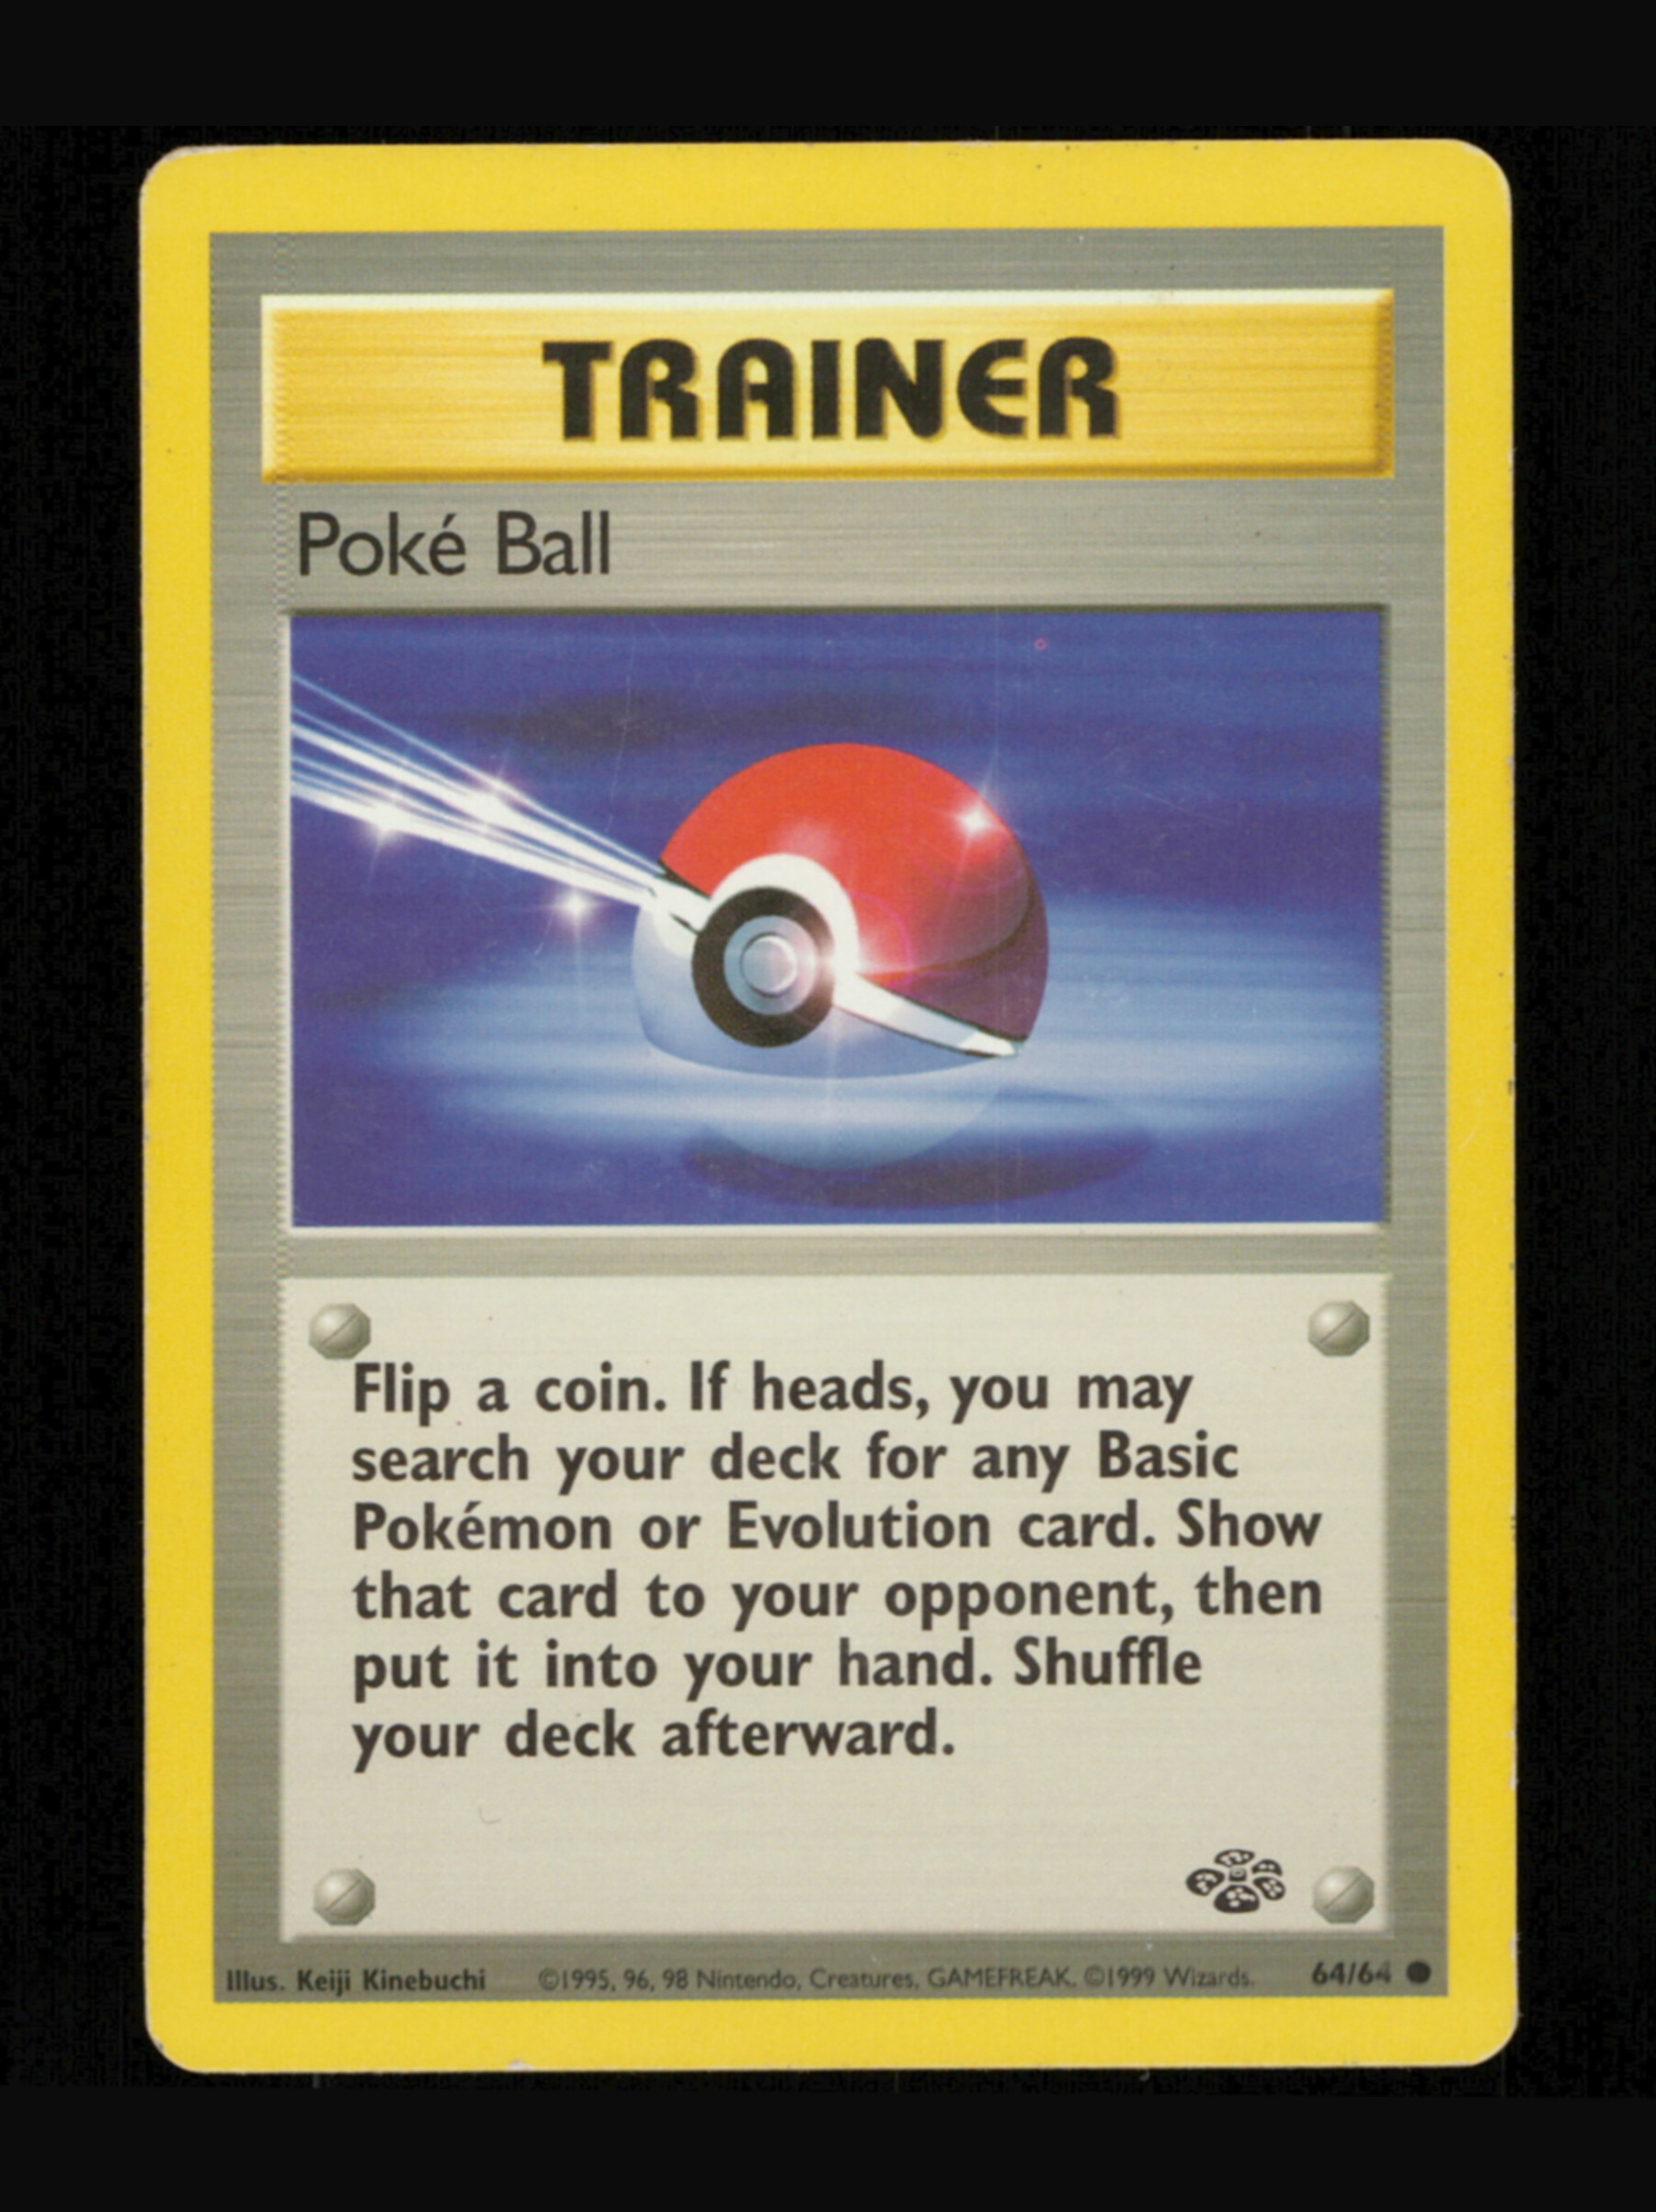 TRAINER
Poké Ball
Flip a coin. If heads, you may
search your deck for any Basic
Pokémon or Evolution card. Show
that card to your opponent, then
put it into your hand. Shuffle
your deck afterward.
Illus. Keiji Kinebuchi ©1995, 96, 98 Nintendo, Creatures, GAMEFREAK. ©1999 Wizards. 64/64 ●